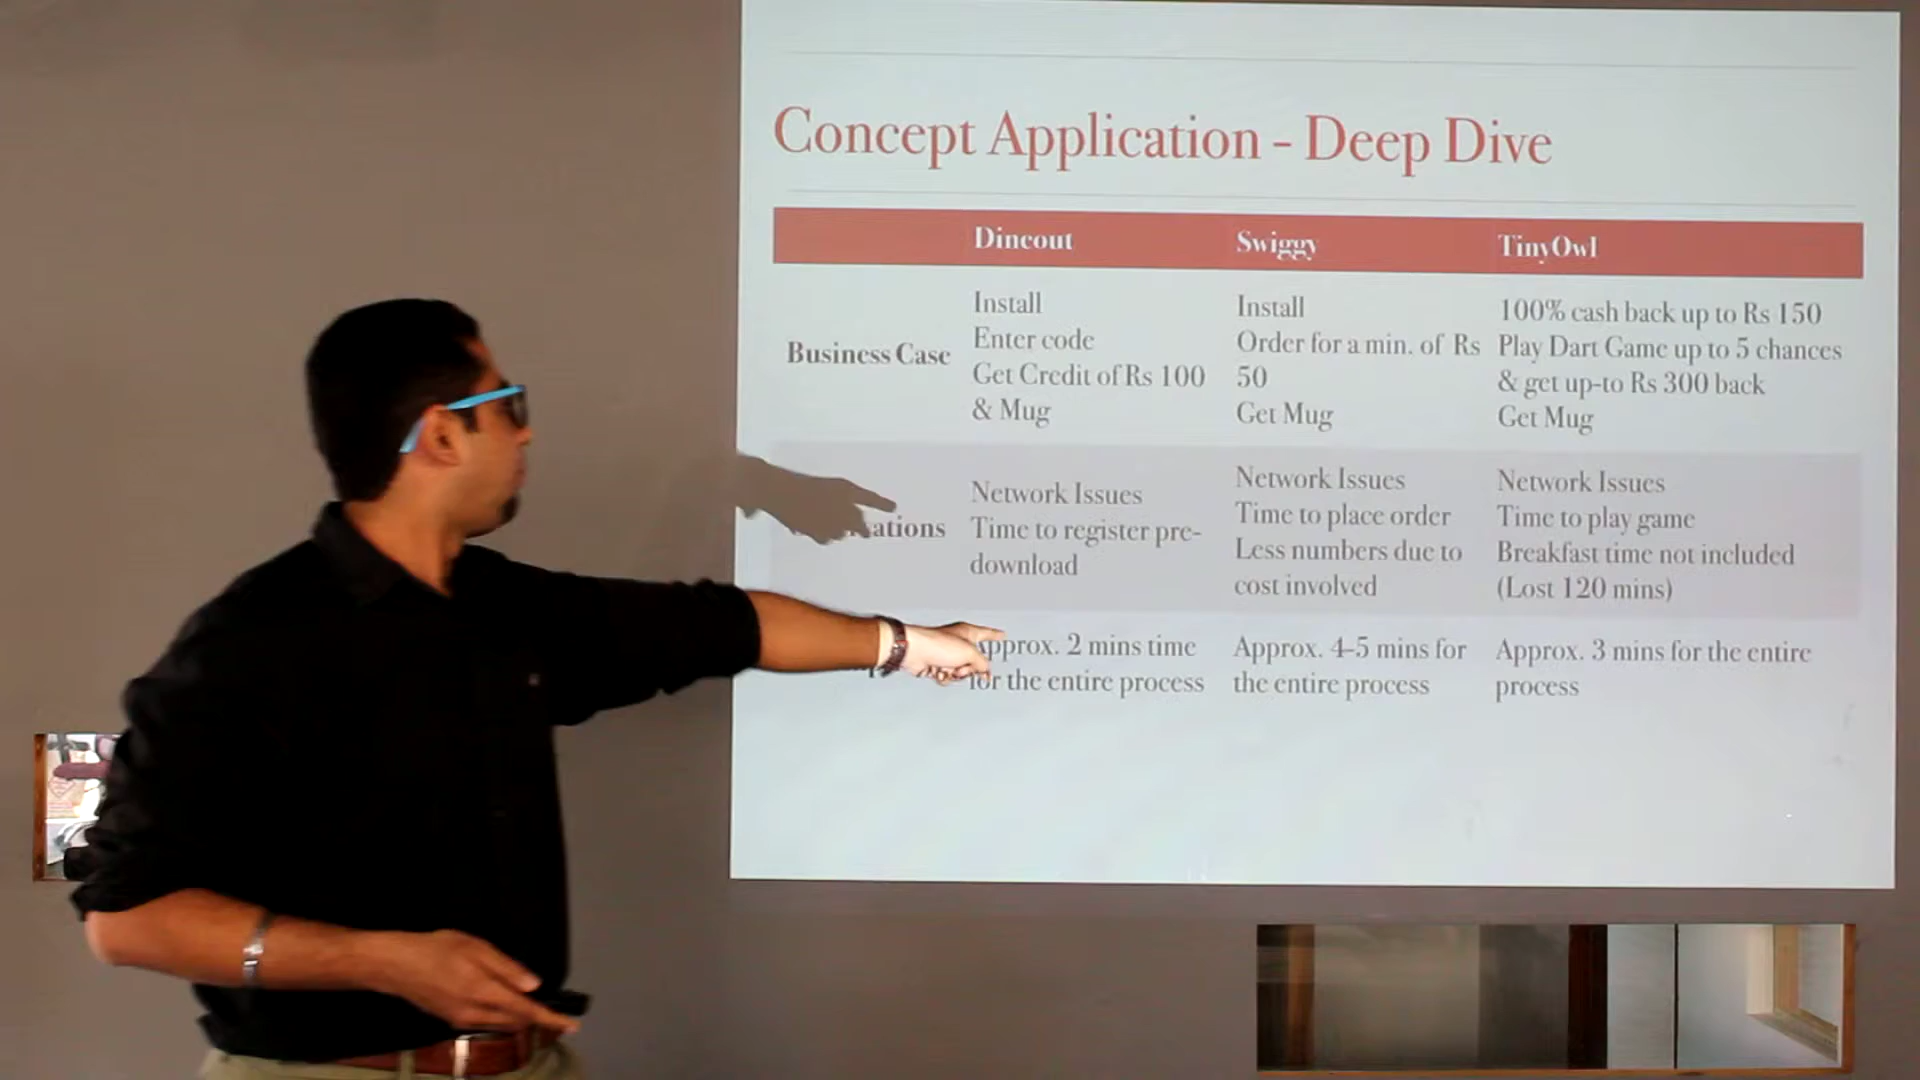 Concept Application - Deep Dive
Dineout Swiggy TinyOwl
Business Case
Install
Enter code
Get Credit of Rs 100
& Mug
Install
Order for a min. of Rs
50
Get Mug
100% cash back up to Rs 150
Play Dart Game up to 5 chances
& get up-to Rs 300 back
Get Mug
Network Issues
Time to register pre-
download
Network Issues
Time to place order
Less numbers due to
cost involved
Network Issues
Time to play game
Breakfast time not included
(Lost 120 mins)
Approx. 2 mins time
for the entire process
Approx. 4-5 mins for
the entire process
Approx. 3 mins for the entire
process